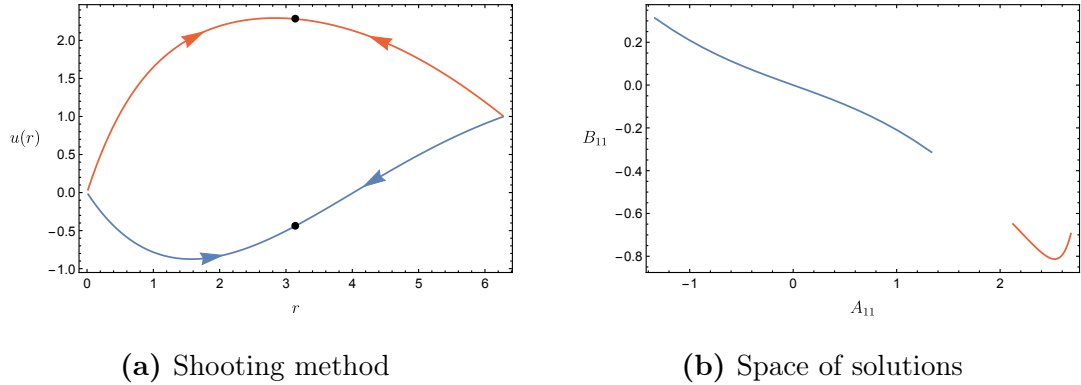 2.0
1.5
1.0
0.5
0.0
−0.5
−1.0
u(r)
0 1 2 3 4 5 6
r
0.2
0.0
−0.2
−0.4
−0.6
−0.8
B₁₁
−1 0 1 2
A₁₁
(a) Shooting method
(b) Space of solutions